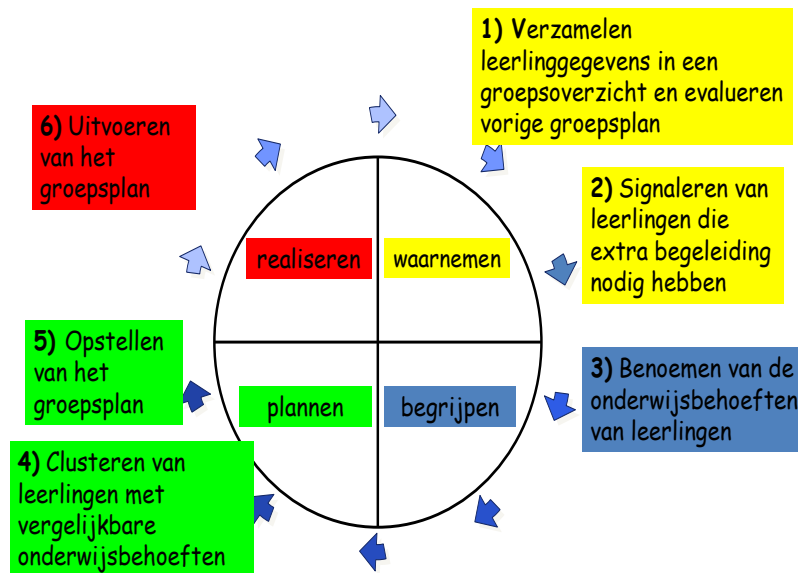 1) Verzamelen
leerlinggegevens in een
groepsoverzicht en evalueren
vorige groepsplan
2) Signaleren van
leerlingen die
extra begeleiding
nodig hebben
3) Benoemen van de
onderwijsbehoeften
van leerlingen
4) Clusteren van
leerlingen met
vergelijkbare
onderwijsbehoeften
5) Opstellen
van het
groepsplan
6) Uitvoeren
van het
groepsplan
realiseren
waarnemen
plannen
begrijpen